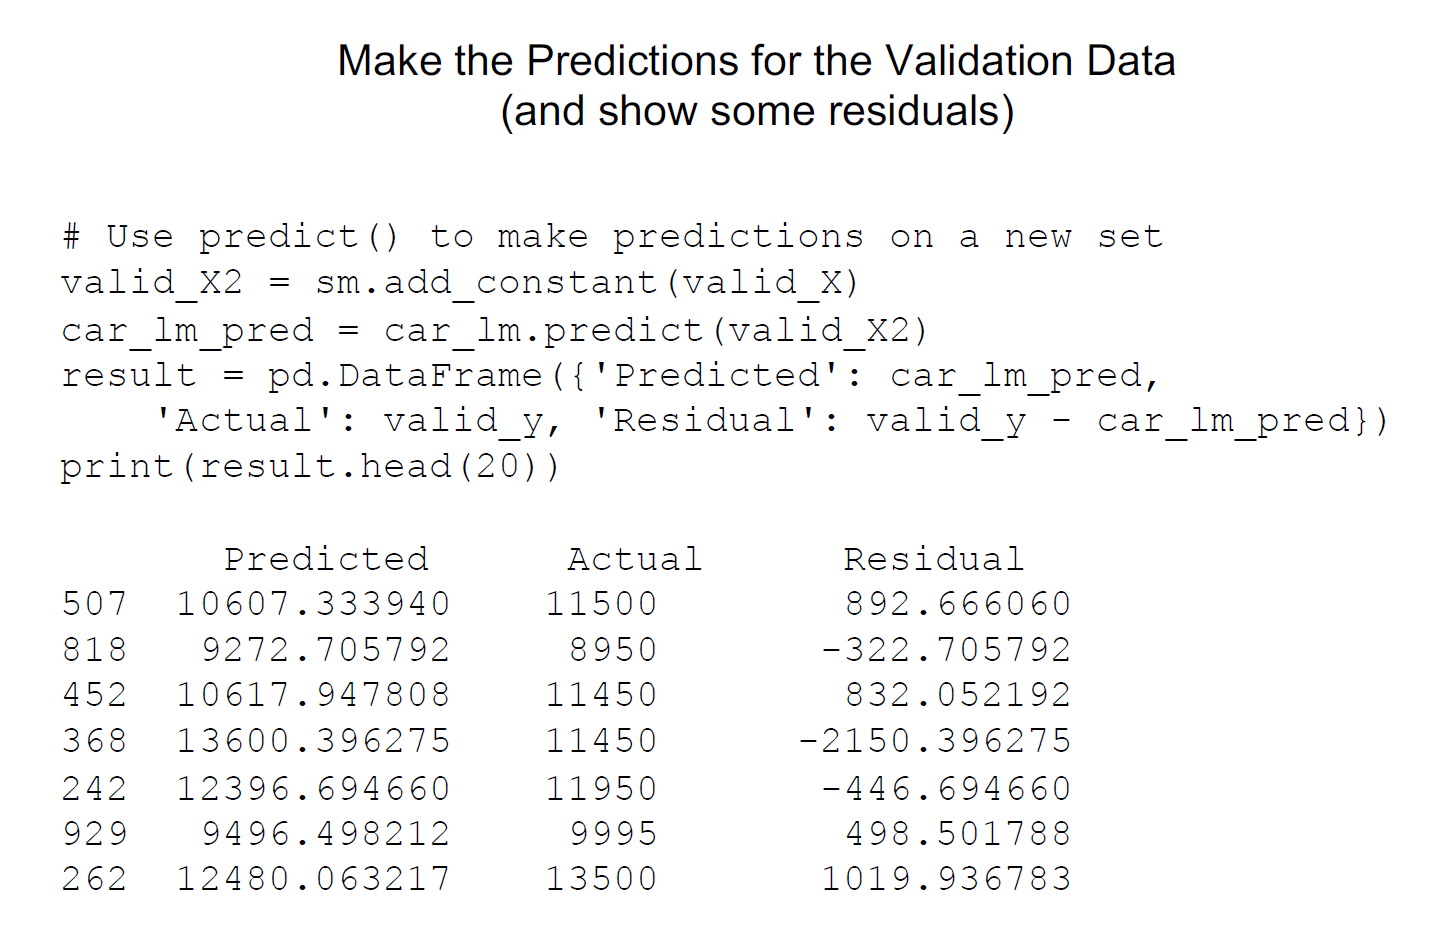 Make the Predictions for the Validation Data
(and show some residuals)
# Use predict() to make predictions on a new set
valid_X2 = sm.add_constant(valid_X)
car_lm_pred = car_lm.predict(valid_X2)
result = pd.DataFrame({'Predicted': car_lm_pred,
    'Actual': valid_y, 'Residual': valid_y - car_lm_pred})
print(result.head(20))
Predicted Actual Residual
507 10607.333940 11500 892.666060
818 9272.705792 8950 -322.705792
452 10617.947808 11450 832.052192
368 13600.396275 11450 -2150.396275
242 12396.694660 11950 -446.694660
929 9496.498212 9995 498.501788
262 12480.063217 13500 1019.936783